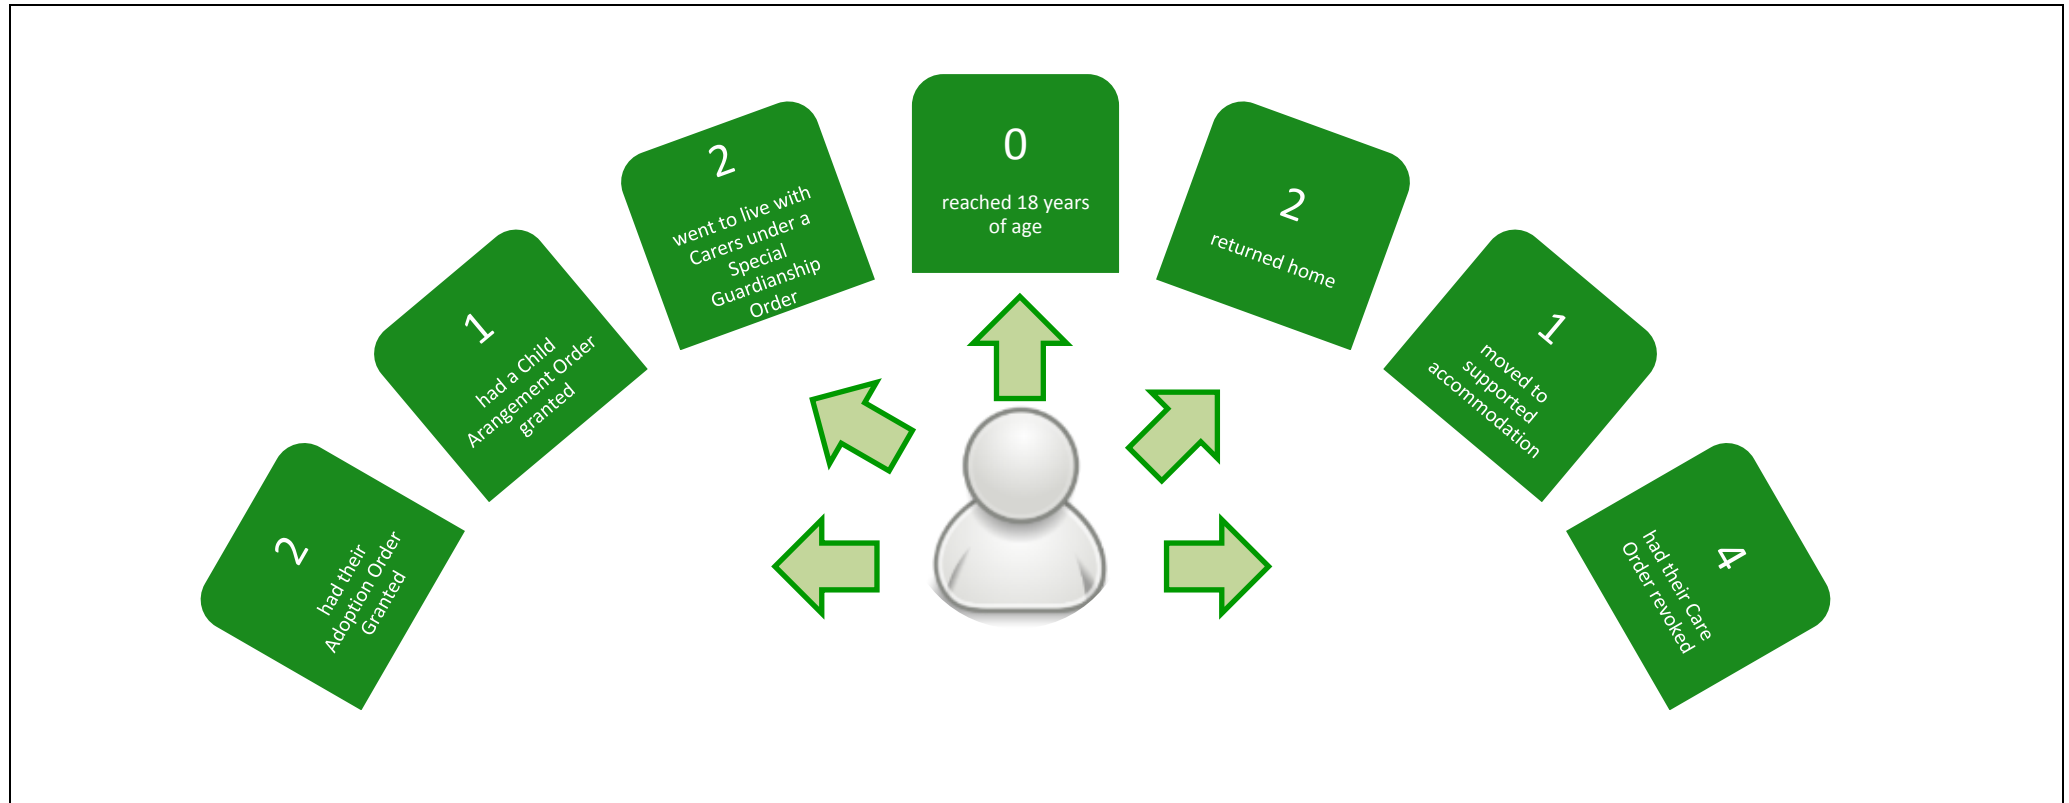 2
had their
Adoption Order
Granted
1
had a Child
Arangement Order
granted
2
went to live with
Carers under a
Special
Guardianship
Order
0
reached 18 years
of age
2
returned home
1
moved to
supported
accommodation
4
had their Care
Order revoked